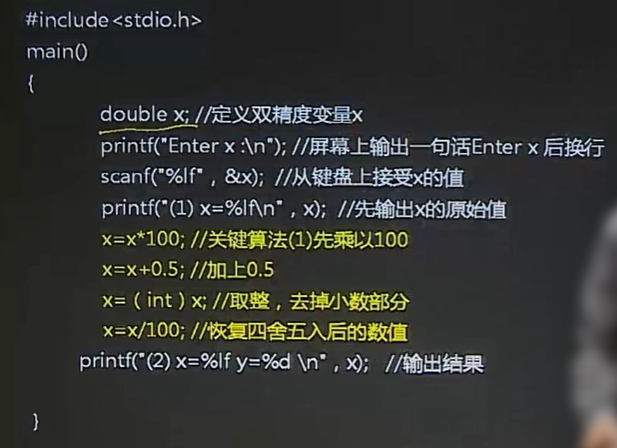 #include<stdio.h>
main()
{
double x; //定义双精度变量x
printf("Enter x :\n"); //屏幕上输出一句话Enter x 后换行
scanf("%lf" , &x); //从键盘上接受x的值
printf("(1) x=%lf\n" , x); //先输出x的原始值
x=x*100; //关键算法(1)先乘以100
x=x+0.5; //加上0.5
x= ( int ) x; //取整，去掉小数部分
x=x/100; //恢复四舍五入后的数值
printf("(2) x=%lf y=%d \n" , x); //输出结果
}